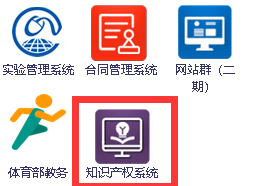 实验管理系统
合同管理系统
网站群（二
期）
体育部教务
知识产权系统